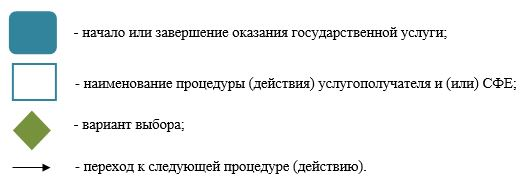 - начало или завершение оказания государственной услуги;
- наименование процедуры (действия) услугополучателя и (или) СФЕ;
- вариант выбора;
- переход к следующей процедуре (действию).